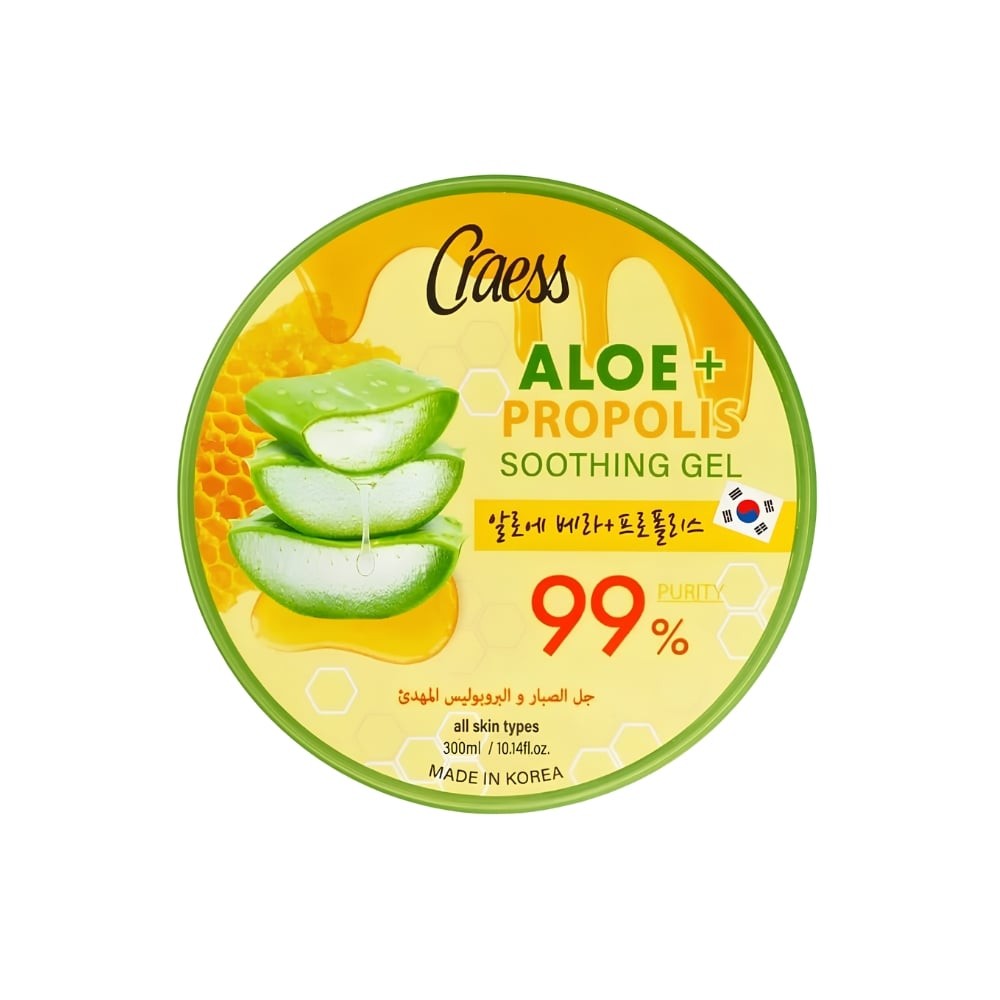 Craess
ALOE +
PROPOLIS
SOOTHING GEL
알로에 베라+프로폴리스
99% PURITY
جل الصبار و البروبوليس المهدئ
all skin types
300ml / 10.14fl.oz.
MADE IN KOREA